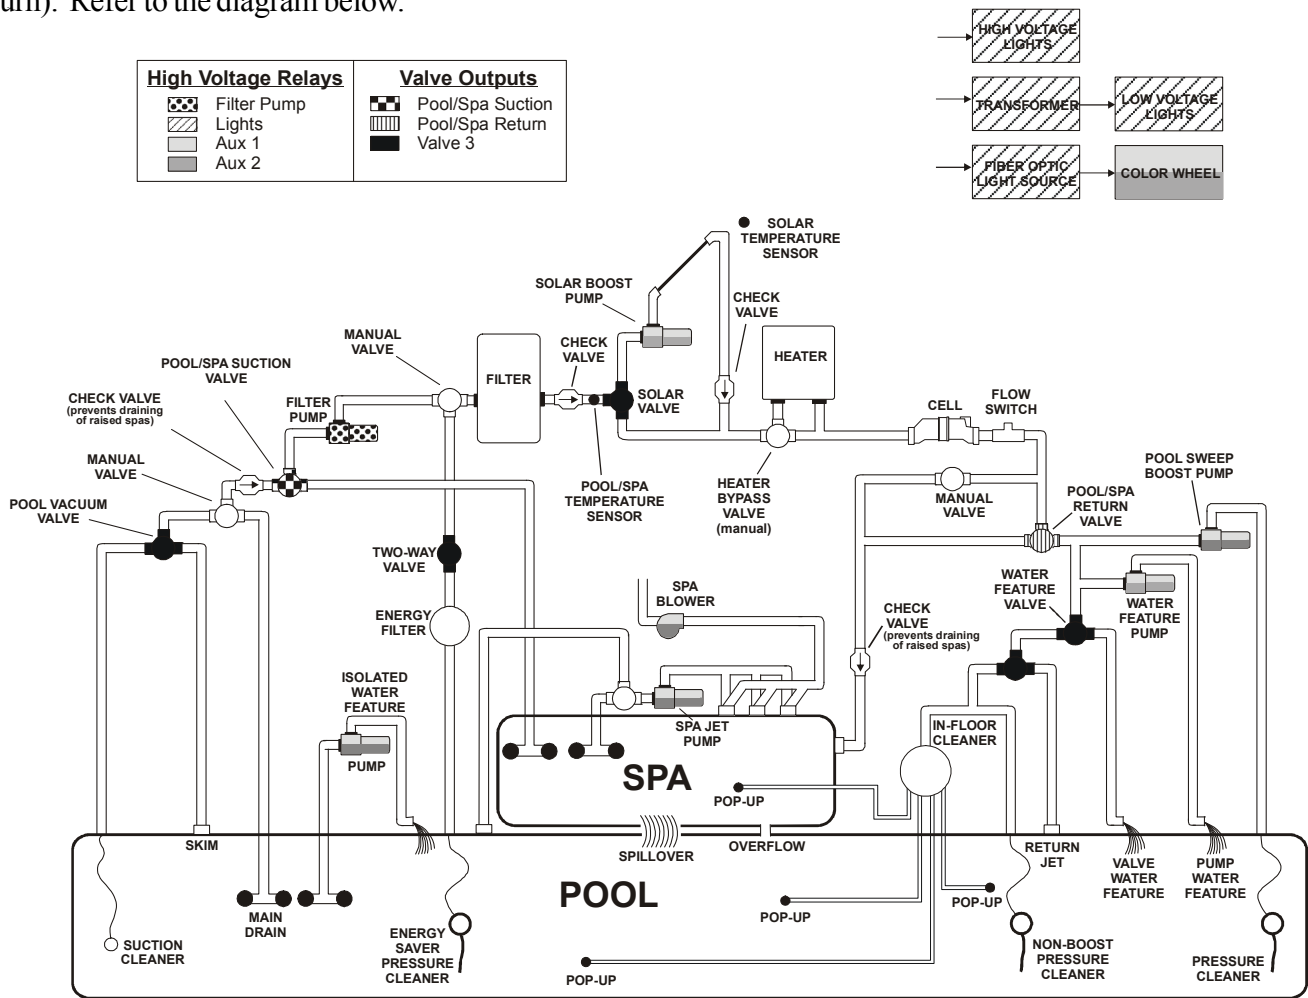 urn). Refer to the diagram below.
HIGH VOLTAGE
LIGHTS
TRANSFORMER
LOW VOLTAGE
LIGHTS
FIBER OPTIC
LIGHT SOURCE
COLOR WHEEL
High Voltage Relays
Filter Pump
Lights
Aux 1
Aux 2
Valve Outputs
Pool/Spa Suction
Pool/Spa Return
Valve 3
SOLAR
TEMPERATURE
SENSOR
SOLAR BOOST
PUMP
CHECK
VALVE
MANUAL
VALVE
CHECK
VALVE
HEATER
POOL/SPA SUCTION
VALVE
FILTER
SOLAR
VALVE
CHECK VALVE
(prevents draining
of raised spas)
FILTER
PUMP
CELL
FLOW
SWITCH
MANUAL
VALVE
POOL VACUUM
VALVE
POOL/SPA
TEMPERATURE
SENSOR
HEATER
BYPASS
VALVE
(manual)
MANUAL
VALVE
POOL/SPA
RETURN
VALVE
POOL SWEEP
BOOST PUMP
TWO-WAY
VALVE
ENERGY
FILTER
SPA
BLOWER
WATER
FEATURE
VALVE
WATER
FEATURE
PUMP
CHECK
VALVE
(prevents draining
of raised spas)
ISOLATED
WATER
FEATURE
PUMP
SPA JET
PUMP
IN-FLOOR
CLEANER
SPA
POP-UP
SKIM
SPILLOVER
OVERFLOW
RETURN
JET
VALVE
WATER
FEATURE
PUMP
WATER
FEATURE
POOL
MAIN
DRAIN
POP-UP
POP-UP
SUCTION
CLEANER
ENERGY
SAVER
PRESSURE
CLEANER
POP-UP
NON-BOOST
PRESSURE
CLEANER
PRESSURE
CLEANER